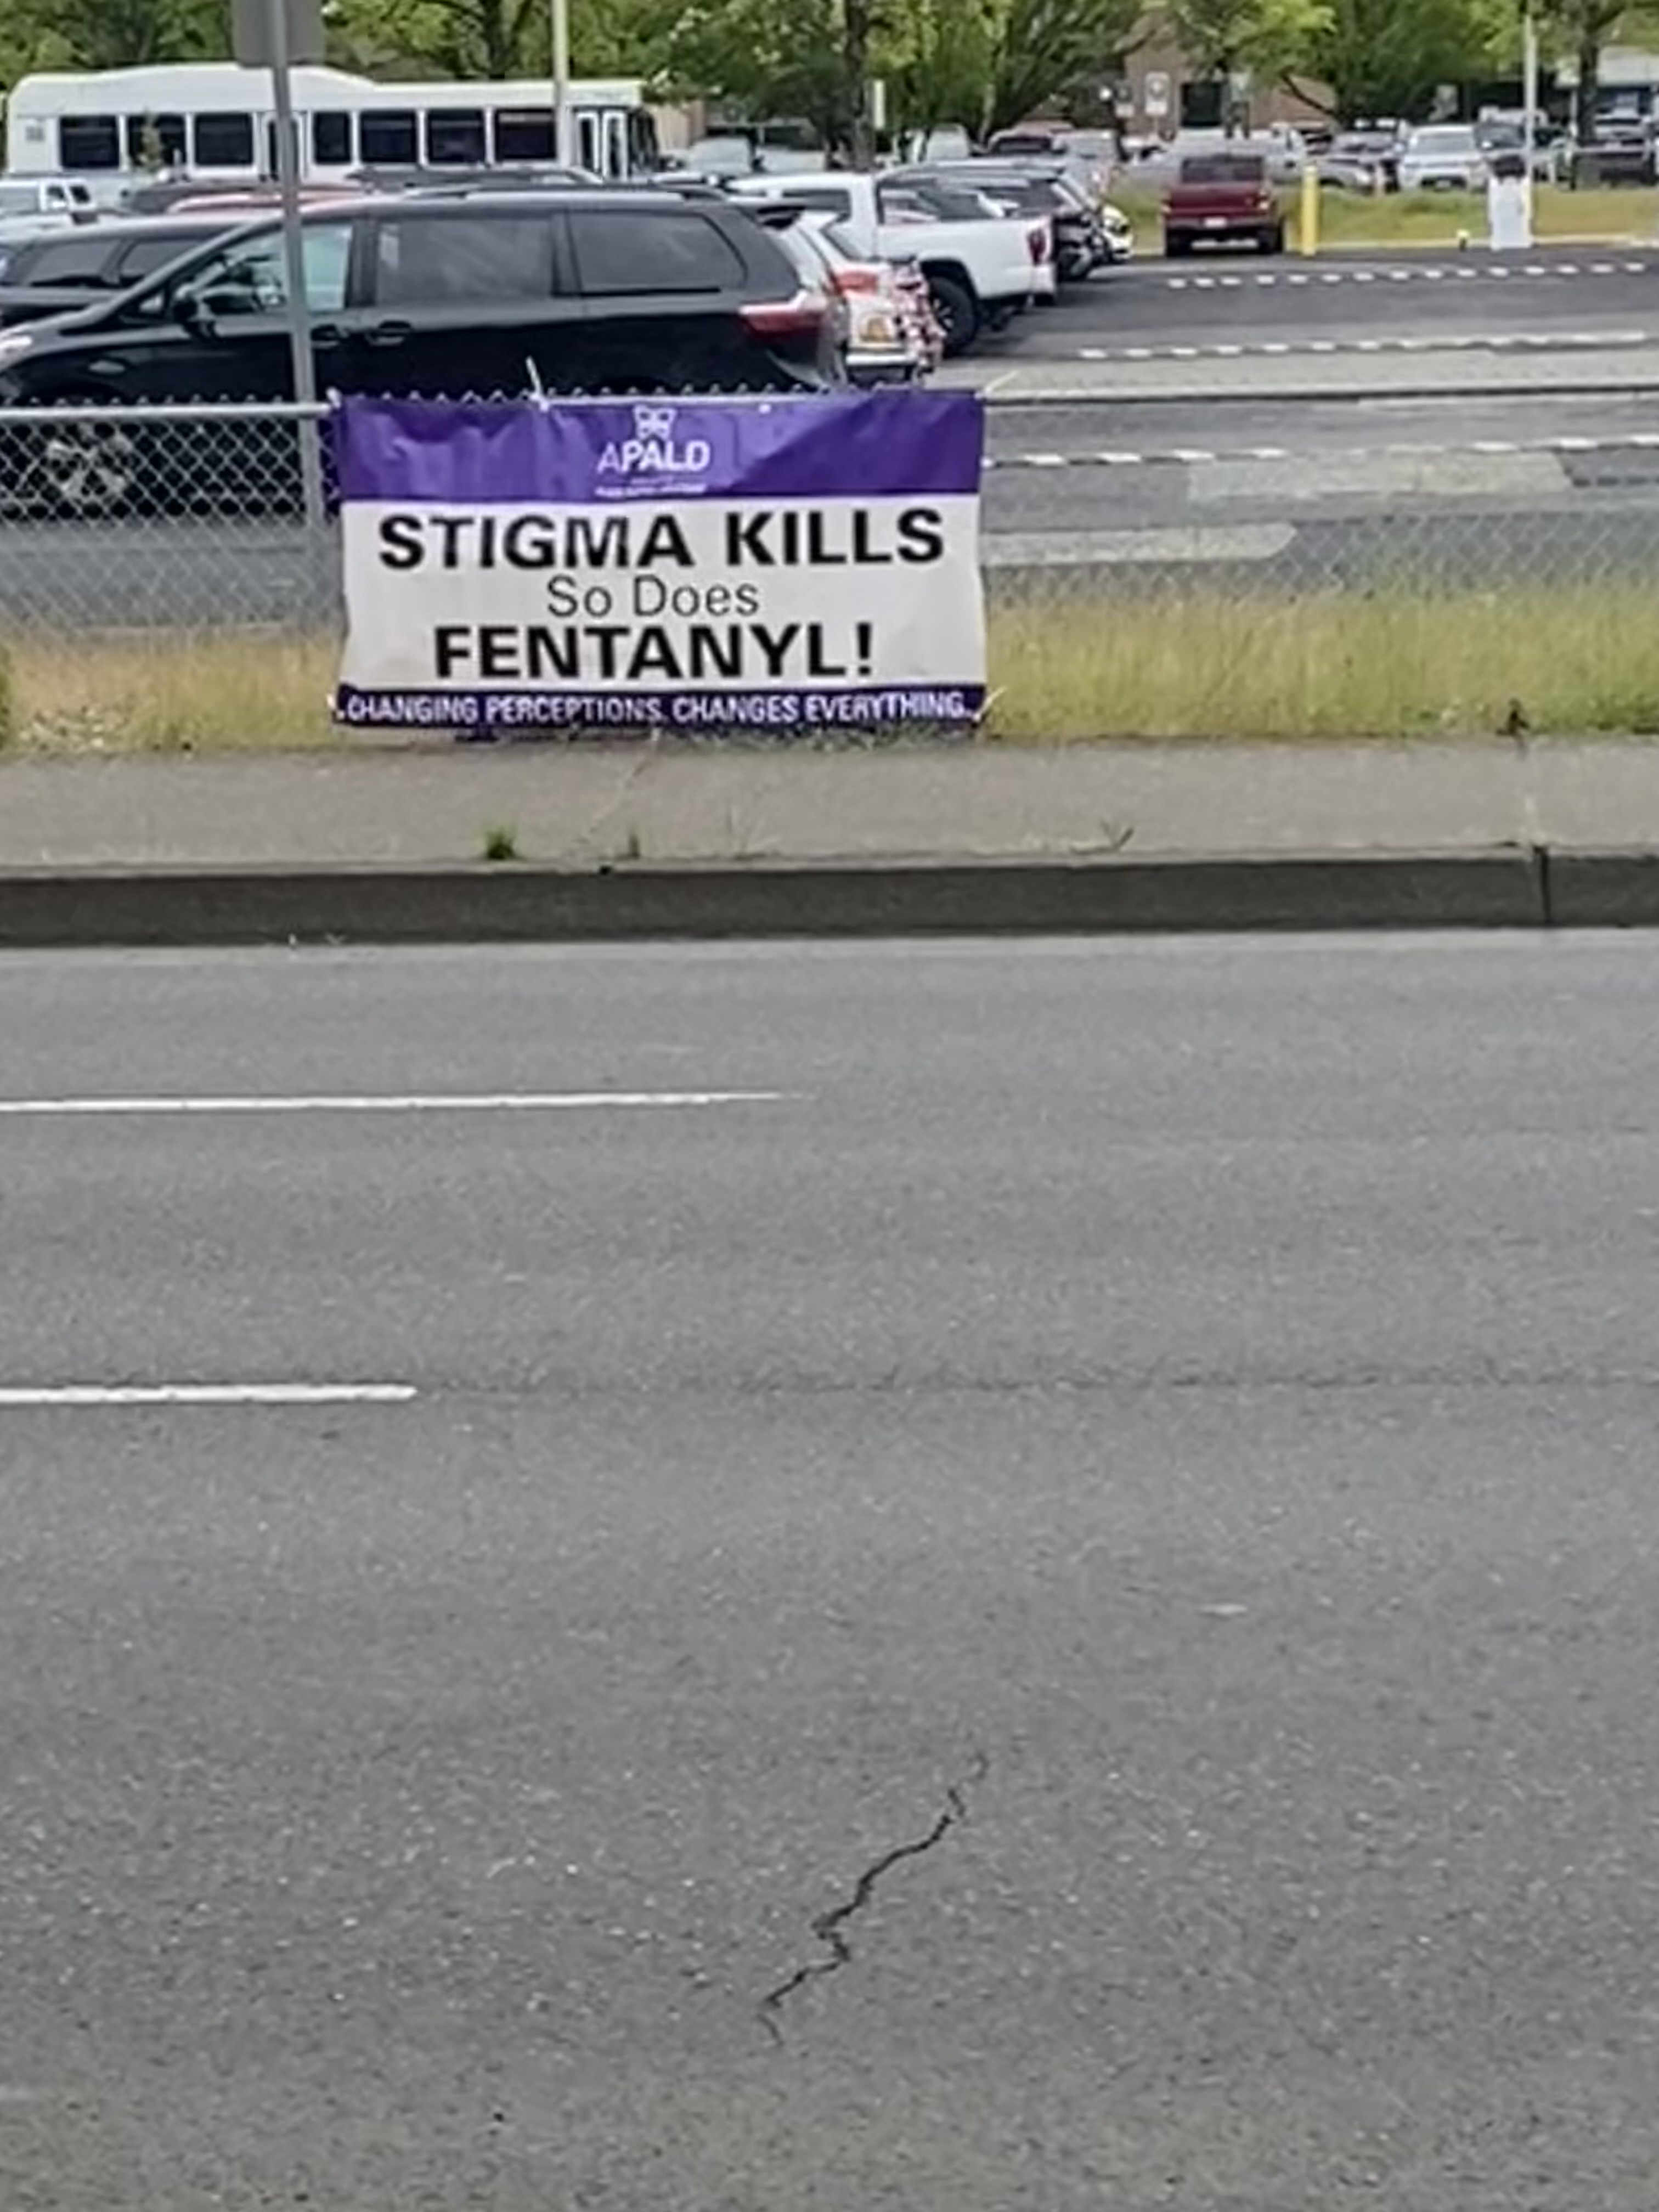 APALD
STIGMA KILLS
So Does
FENTANYL!
CHANGING PERCEPTIONS. CHANGES EVERYTHING.